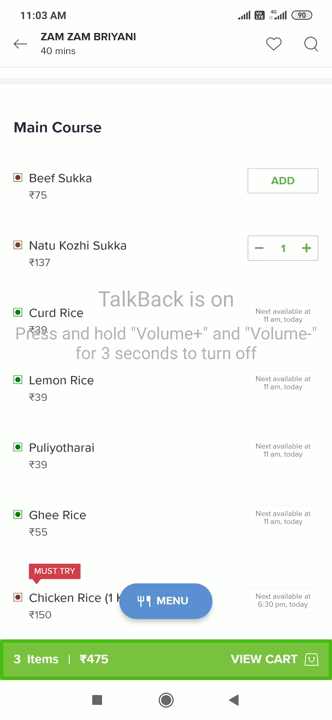 11:03 AM
4G
90
ZAM ZAM BRIYANI
40 mins
Main Course
Beef Sukka
₹75
ADD
Natu Kozhi Sukka
₹137
1
TalkBack is on
Press and hold "Volume+" and "Volume-"
for 3 seconds to turn off
Curd Rice
₹39
Next available at
11 am, today
Lemon Rice
₹39
Next available at
11 am, today
Puliyotharai
₹39
Next available at
11 am, today
Ghee Rice
₹55
Next available at
11 am, today
MUST TRY
Chicken Rice (1 K
₹150
Next available at
6:30 pm, today
MENU
3 Items | ₹475
VIEW CART